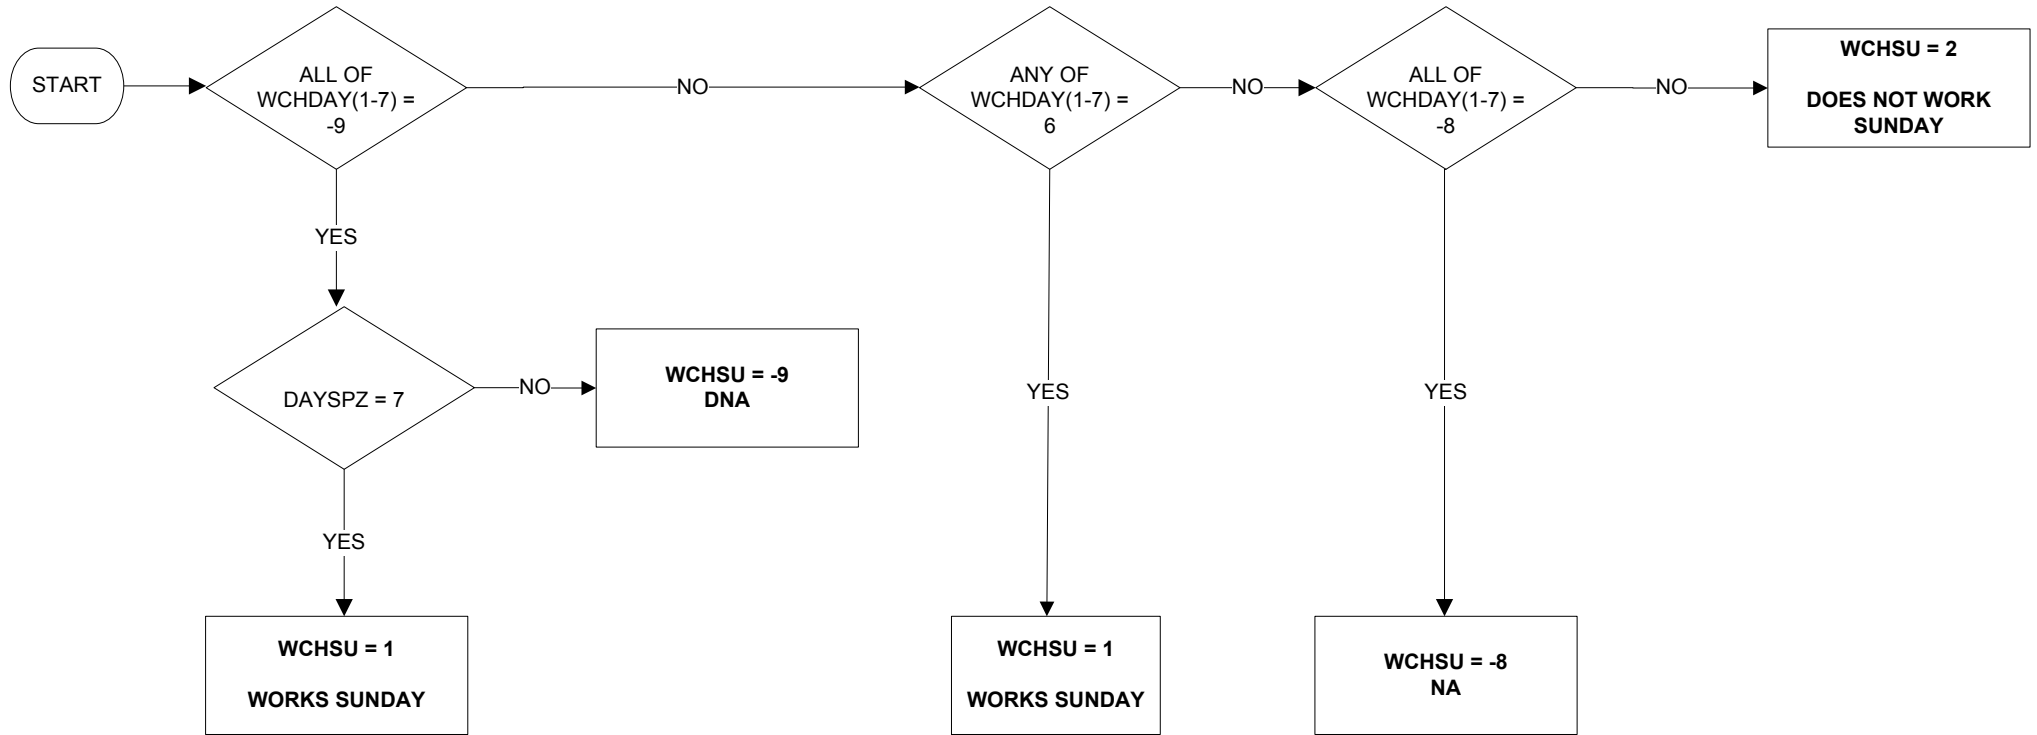 START
ALL OF
WCHDAY(1-7) =
-9
NO
ANY OF
WCHDAY(1-7) =
6
NO
ALL OF
WCHDAY(1-7) =
-8
NO
WCHSU = 2
DOES NOT WORK
SUNDAY
YES
DAYSPZ = 7
NO
WCHSU = -9
DNA
YES
YES
YES
WCHSU = 1
WORKS SUNDAY
WCHSU = 1
WORKS SUNDAY
WCHSU = -8
NA